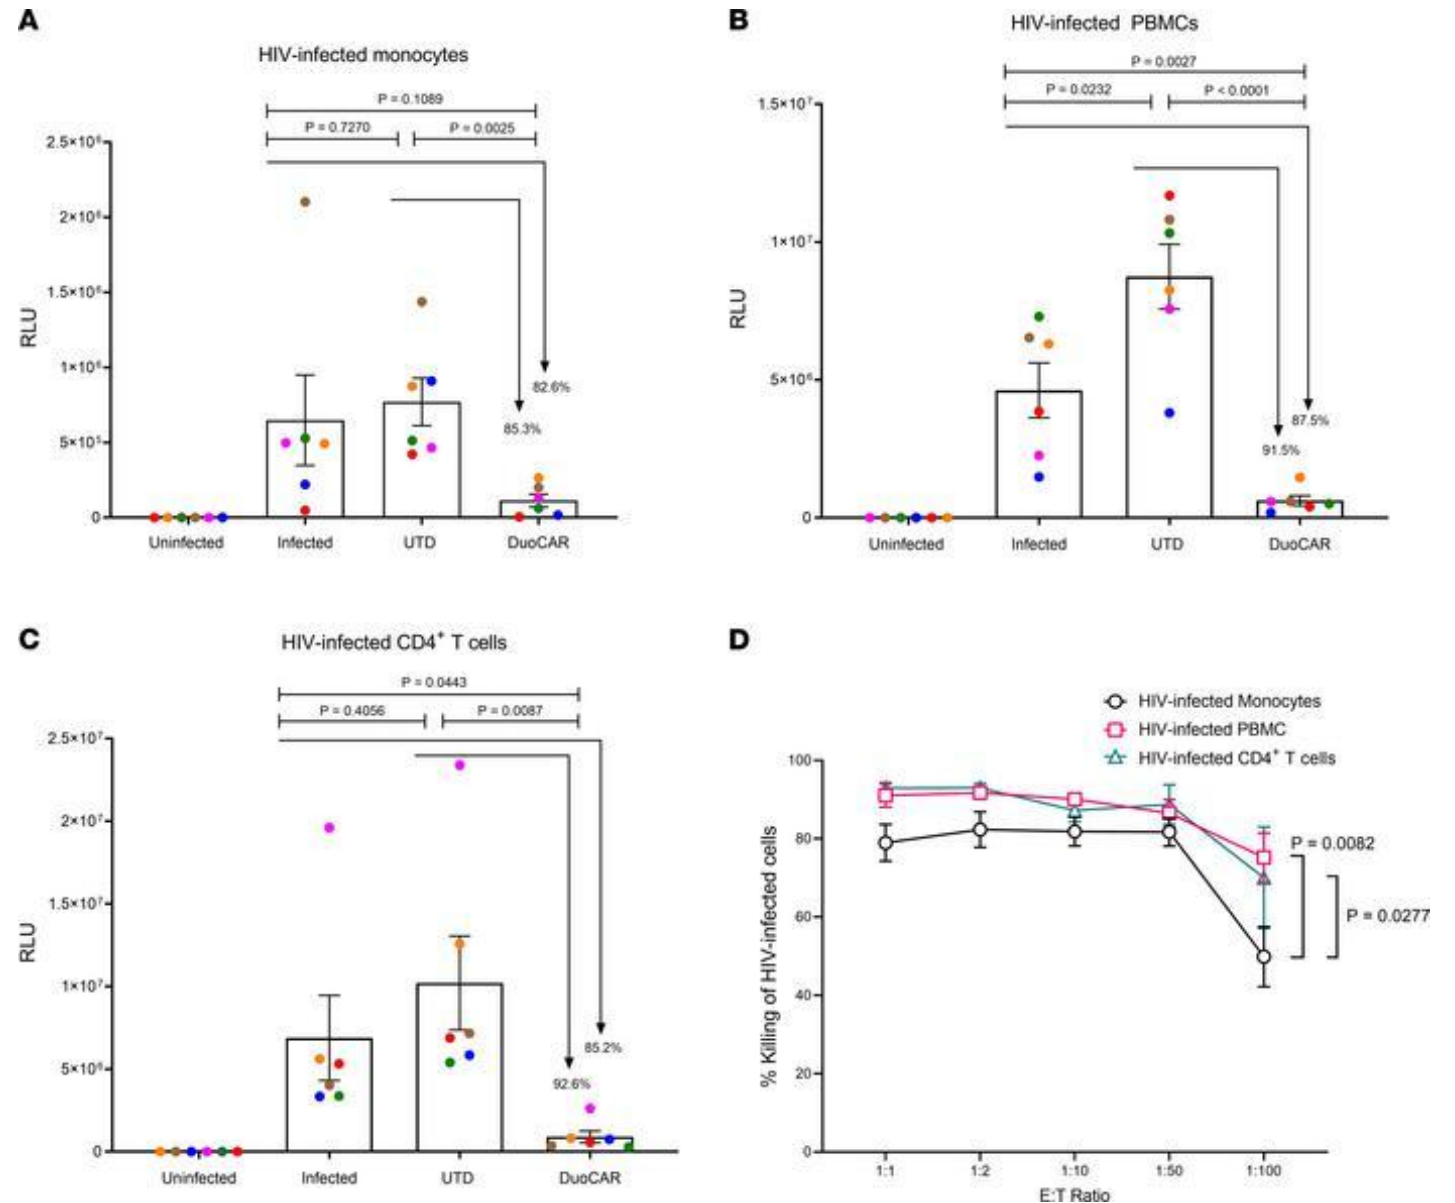 A
HIV-infected monocytes
P = 0.1089
P = 0.7270
P = 0.0025
2.5×10⁶
2×10⁶
1.5×10⁶
1×10⁶
5×10⁵
0
RLU
82.6%
85.3%
Uninfected
Infected
UTD
DuoCAR
B
HIV-infected PBMCs
P = 0.0027
P = 0.0232
P < 0.0001
1.5×10⁷
1×10⁷
5×10⁶
0
RLU
87.5%
91.5%
Uninfected
Infected
UTD
DuoCAR
C
HIV-infected CD4⁺ T cells
P = 0.0443
P = 0.4056
P = 0.0087
2.5×10⁷
2×10⁷
1.5×10⁷
1×10⁷
5×10⁶
0
RLU
85.2%
92.6%
Uninfected
Infected
UTD
DuoCAR
D
HIV-infected Monocytes
HIV-infected PBMC
HIV-infected CD4⁺ T cells
100
80
60
40
20
0
% Killing of HIV-infected cells
P = 0.0082
P = 0.0277
1:1
1:2
1:10
1:50
1:100
E:T Ratio